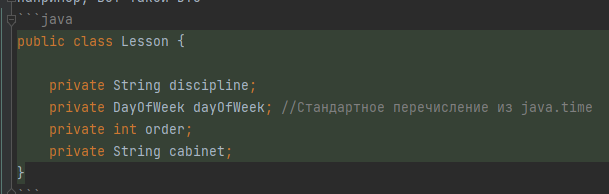 ```java
public class Lesson {
private String discipline;
private DayOfWeek dayOfWeek; //Стандартное перечисление из java.time
private int order;
private String cabinet;
}
```